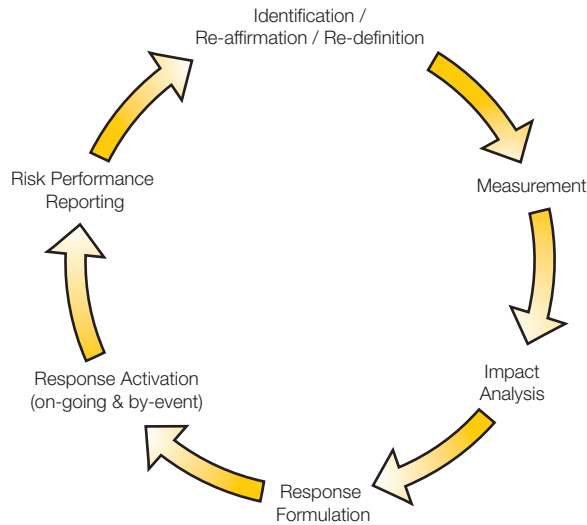 Identification /
Re-affirmation / Re-definition
Measurement
Impact
Analysis
Response
Formulation
Response Activation
(on-going & by-event)
Risk Performance
Reporting